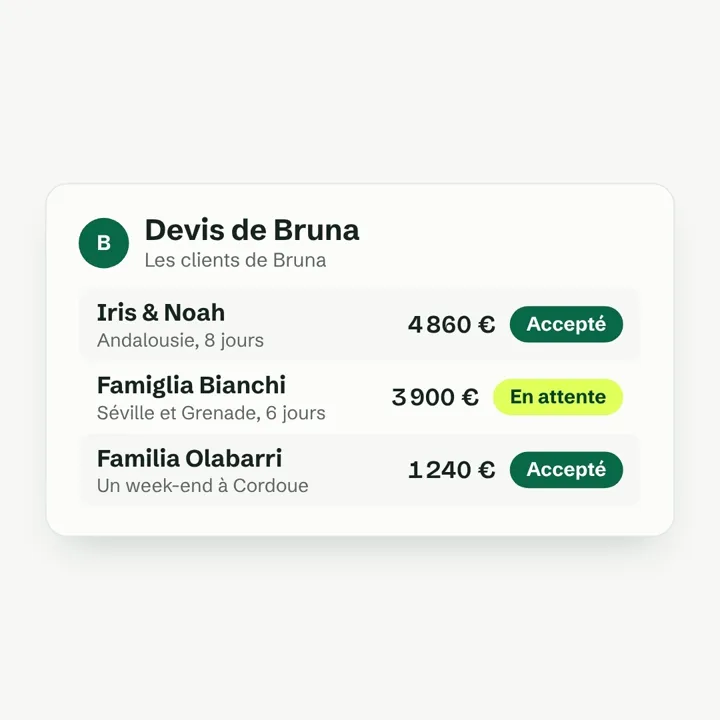 B
Devis de Bruna
Les clients de Bruna
Iris & Noah
Andalousie, 8 jours
4 860 € Accepté
Famiglia Bianchi
Séville et Grenade, 6 jours
3 900 € En attente
Familia Olabarri
Un week-end à Cordoue
1 240 € Accepté